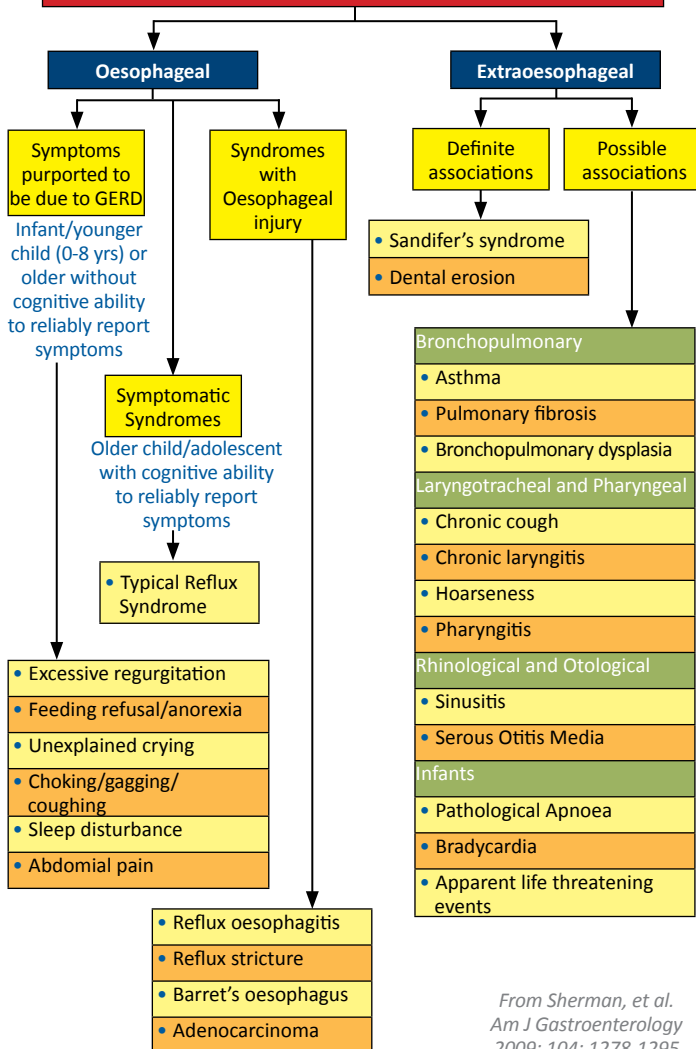 Oesophageal
Symptoms
purported to
be due to GERD
Infant/younger
child (0-8 yrs) or
older without
cognitive ability
to reliably report
symptoms
• Excessive regurgitation
• Feeding refusal/anorexia
• Unexplained crying
• Choking/gagging/
coughing
• Sleep disturbance
• Abdomial pain
Symptomatic
Syndromes
Older child/adolescent
with cognitive ability
to reliably report
symptoms
• Typical Reflux
Syndrome
Syndromes
with
Oesophageal
injury
• Reflux oesophagitis
• Reflux stricture
• Barret's oesophagus
• Adenocarcinoma
Extraoesophageal
Definite
associations
• Sandifer's syndrome
• Dental erosion
Possible
associations
Bronchopulmonary
• Asthma
• Pulmonary fibrosis
• Bronchopulmonary dysplasia
Laryngotracheal and Pharyngeal
• Chronic cough
• Chronic laryngitis
• Hoarseness
• Pharyngitis
Rhinological and Otological
• Sinusitis
• Serous Otitis Media
Infants
• Pathological Apnoea
• Bradycardia
• Apparent life threatening
events
From Sherman, et al.
Am J Gastroenterology
2009; 104: 1278-1295